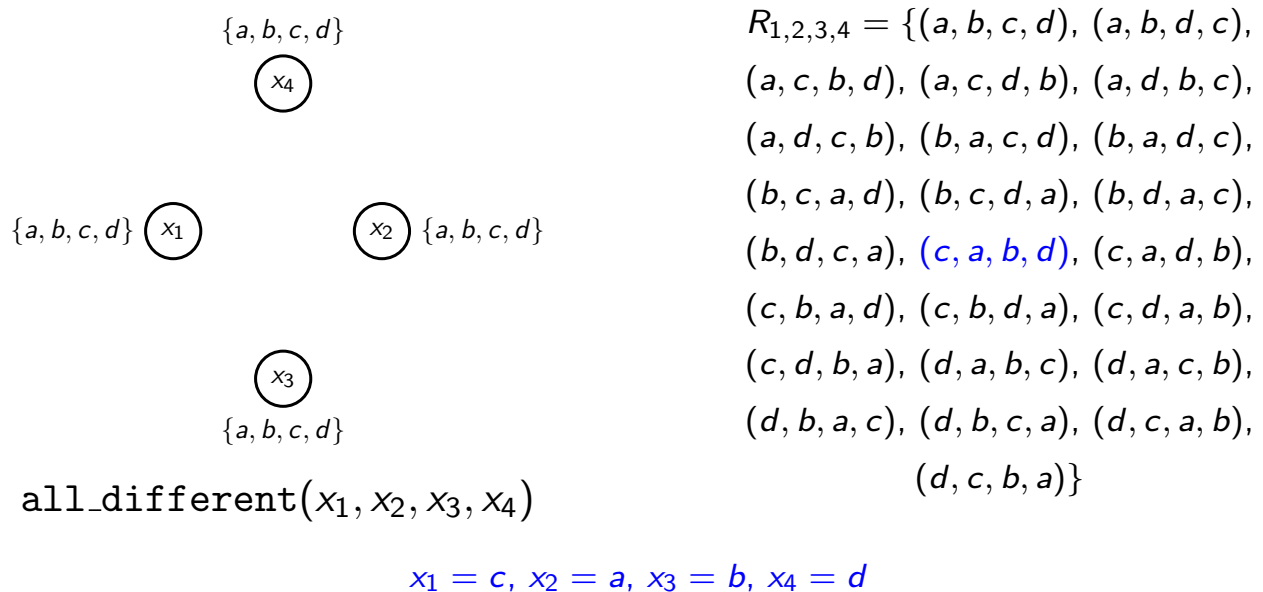 {a, b, c, d}
x₄
{a, b, c, d} x₁ x₂ {a, b, c, d}
x₃
{a, b, c, d}
all_different(x₁, x₂, x₃, x₄)
R₁,₂,₃,₄ = {(a, b, c, d), (a, b, d, c),
(a, c, b, d), (a, c, d, b), (a, d, b, c),
(a, d, c, b), (b, a, c, d), (b, a, d, c),
(b, c, a, d), (b, c, d, a), (b, d, a, c),
(b, d, c, a), (c, a, b, d), (c, a, d, b),
(c, b, a, d), (c, b, d, a), (c, d, a, b),
(c, d, b, a), (d, a, b, c), (d, a, c, b),
(d, b, a, c), (d, b, c, a), (d, c, a, b),
(d, c, b, a)}
x₁ = c, x₂ = a, x₃ = b, x₄ = d